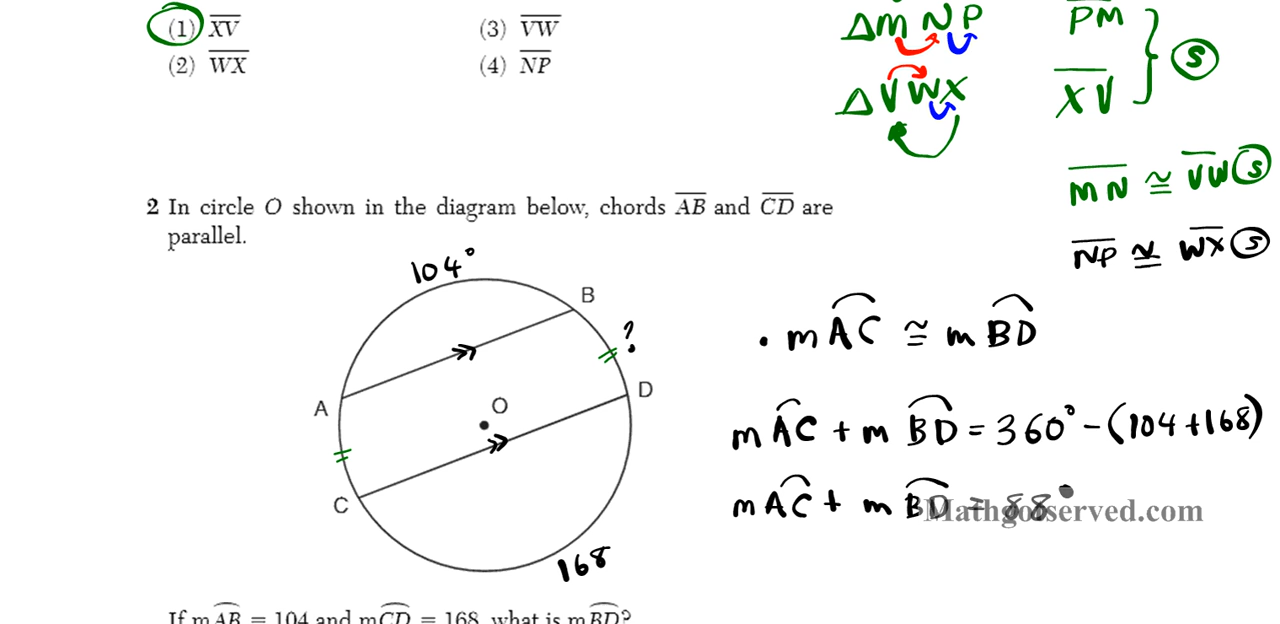 (1) XV
(2) WX
(3) VW
(4) NP
ΔMNP
ΔVWX
PM
XV
S
MN ≅ VW S
NP ≅ WX S
2 In circle O shown in the diagram below, chords AB and CD are
parallel.
104°
B
?
D
O
A
C
168
• mAC ≅ mBD
mAC + mBD = 360° - (104+168)
mAC + mBD = 88°
Mathgotserved.com
If mAB = 104 and mCD = 168, what is mBD?